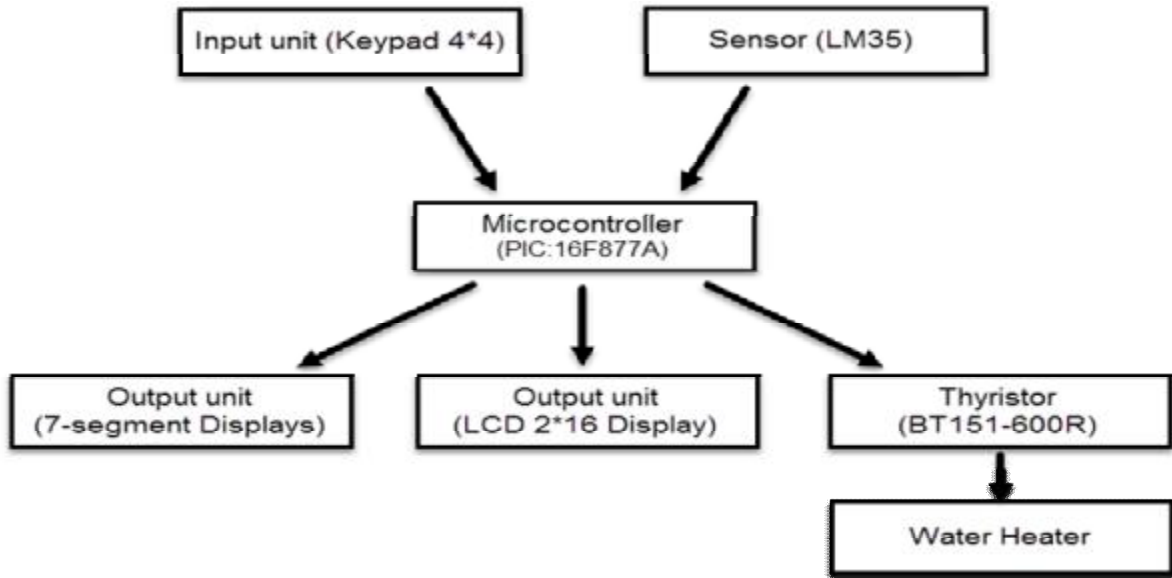 Input unit (Keypad 4*4)
Sensor (LM35)
Microcontroller
(PIC:16F877A)
Output unit
(7-segment Displays)
Output unit
(LCD 2*16 Display)
Thyristor
(BT151-600R)
Water Heater